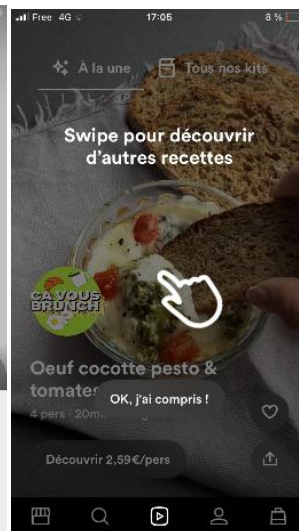 Free 4G 17:05 8 %
À la une Tous nos kits
Swipe pour découvrir
d'autres recettes
ÇA VOUS
BRUNCH
Oeuf cocotte pesto &
tomates
4 pers · 20m
OK, j'ai compris !
Découvrir 2,59€/pers